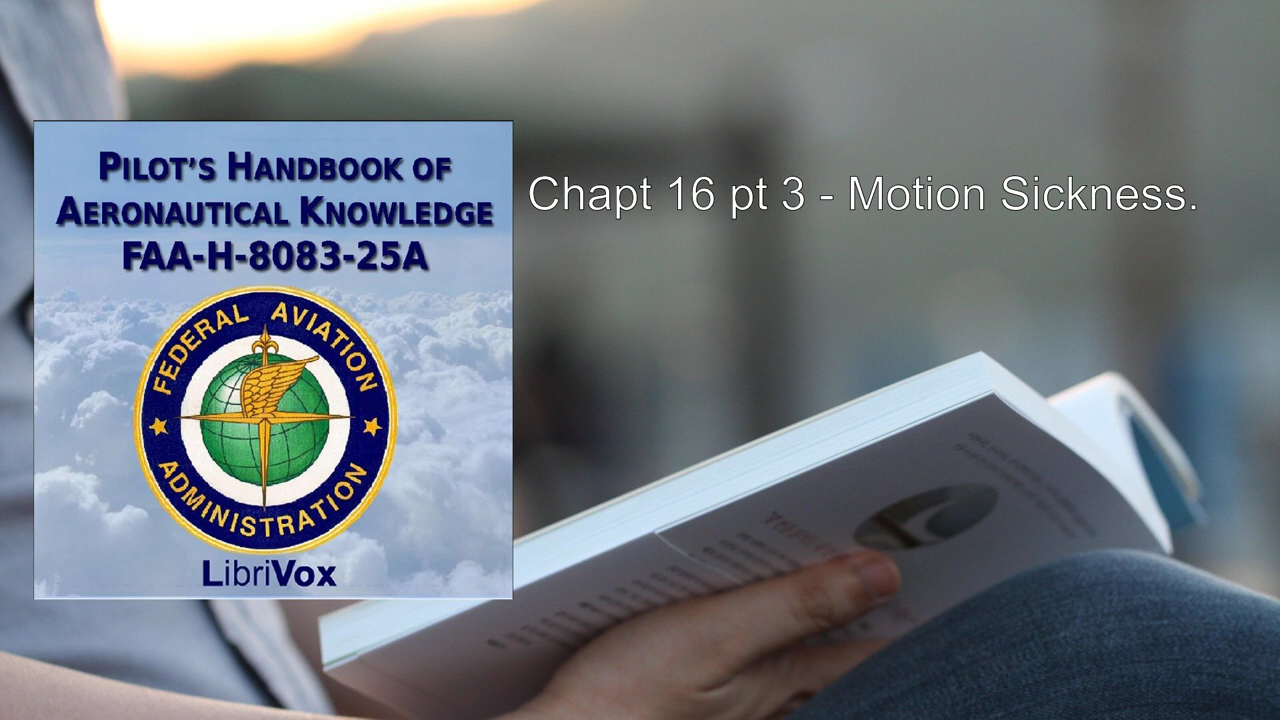 PILOT'S HANDBOOK OF
AERONAUTICAL KNOWLEDGE
FAA-H-8083-25A
FEDERAL AVIATION
ADMINISTRATION
LibriVox
Chapt 16 pt 3 - Motion Sickness.